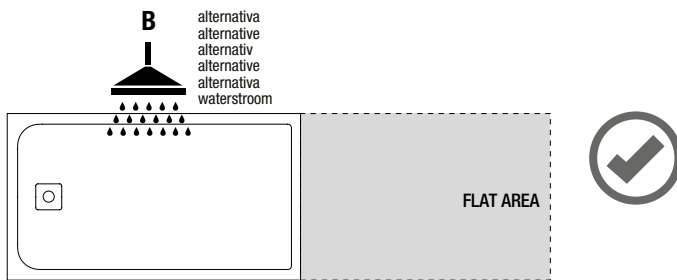 B
alternativa
alternative
alternativ
alternative
alternativa
waterstroom
FLAT AREA